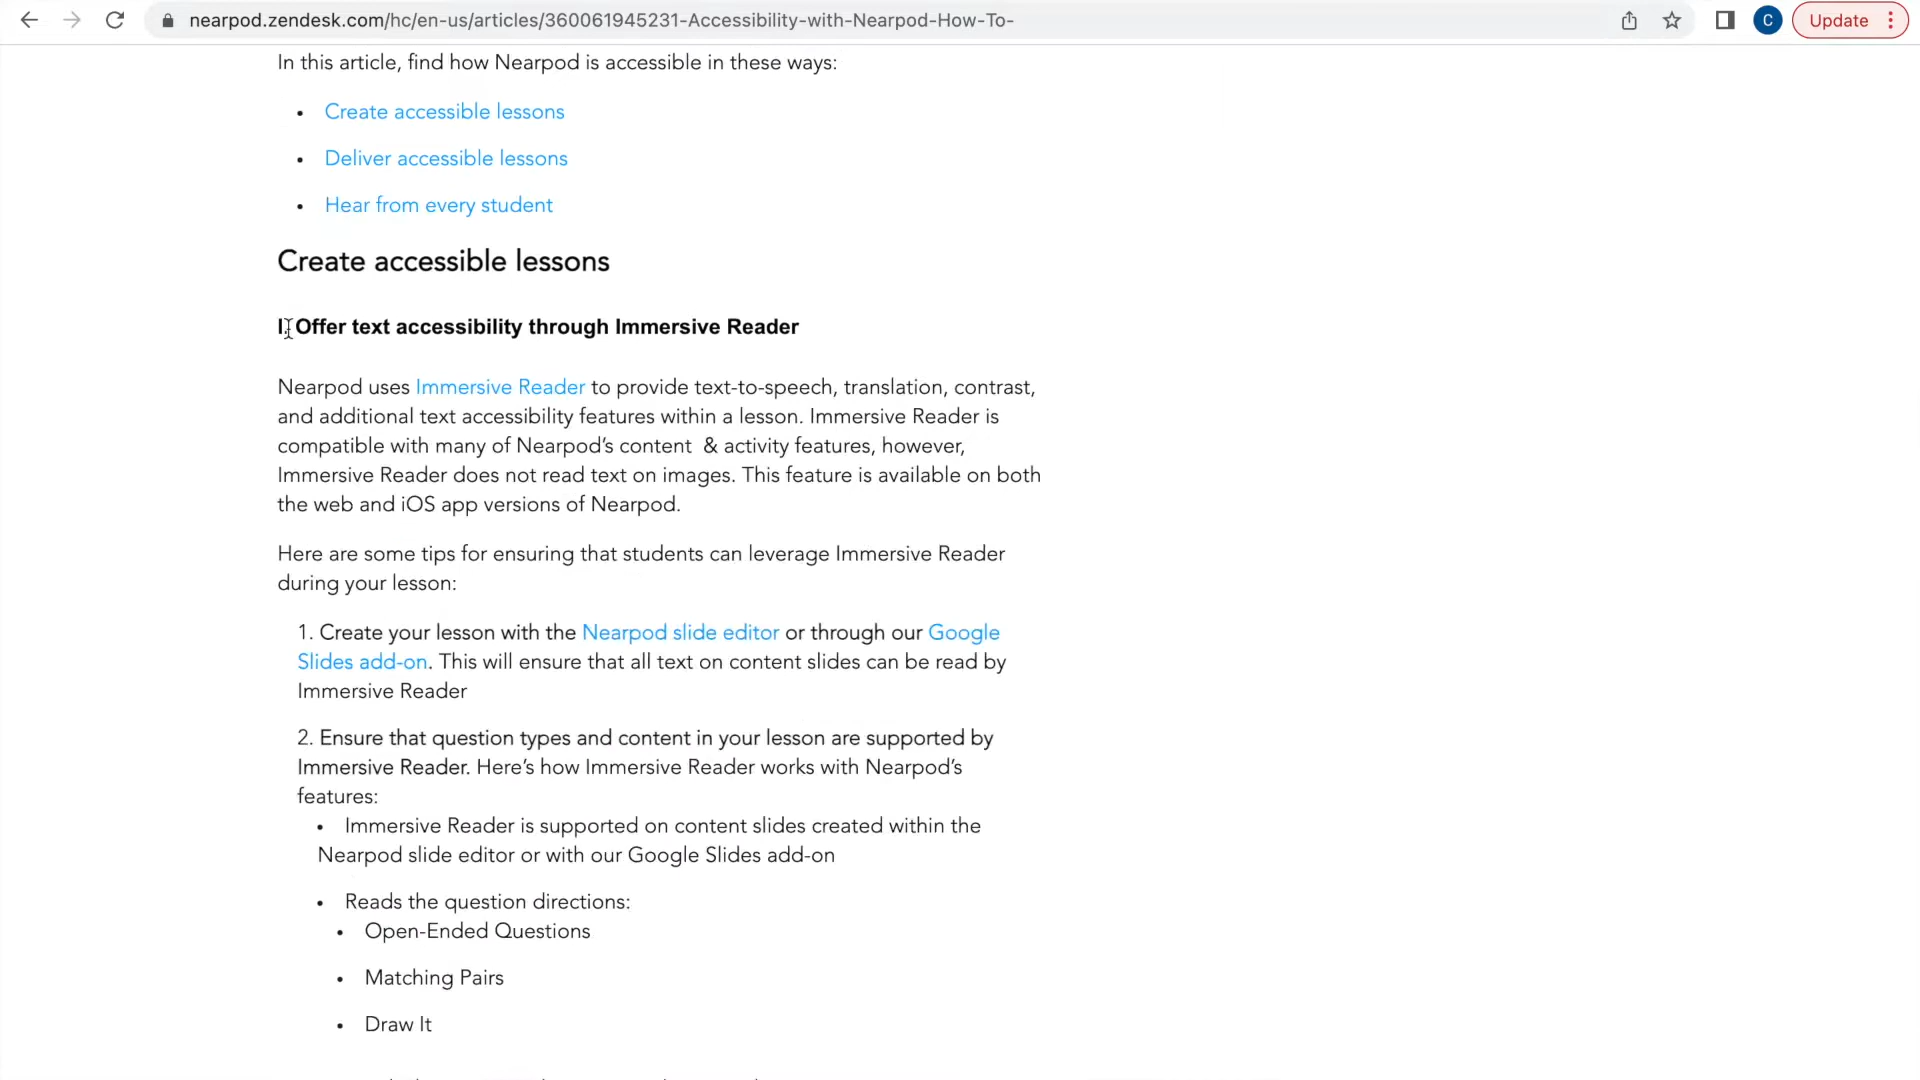 nearpod.zendesk.com/hc/en-us/articles/360061945231-Accessibility-with-Nearpod-How-To-
C
Update
In this article, find how Nearpod is accessible in these ways:
• Create accessible lessons
• Deliver accessible lessons
• Hear from every student
Create accessible lessons
I. Offer text accessibility through Immersive Reader
Nearpod uses Immersive Reader to provide text-to-speech, translation, contrast,
and additional text accessibility features within a lesson. Immersive Reader is
compatible with many of Nearpod’s content & activity features, however,
Immersive Reader does not read text on images. This feature is available on both
the web and iOS app versions of Nearpod.
Here are some tips for ensuring that students can leverage Immersive Reader
during your lesson:
1. Create your lesson with the Nearpod slide editor or through our Google
Slides add-on. This will ensure that all text on content slides can be read by
Immersive Reader
2. Ensure that question types and content in your lesson are supported by
Immersive Reader. Here’s how Immersive Reader works with Nearpod’s
features:
• Immersive Reader is supported on content slides created within the
Nearpod slide editor or with our Google Slides add-on
• Reads the question directions:
• Open-Ended Questions
• Matching Pairs
• Draw It